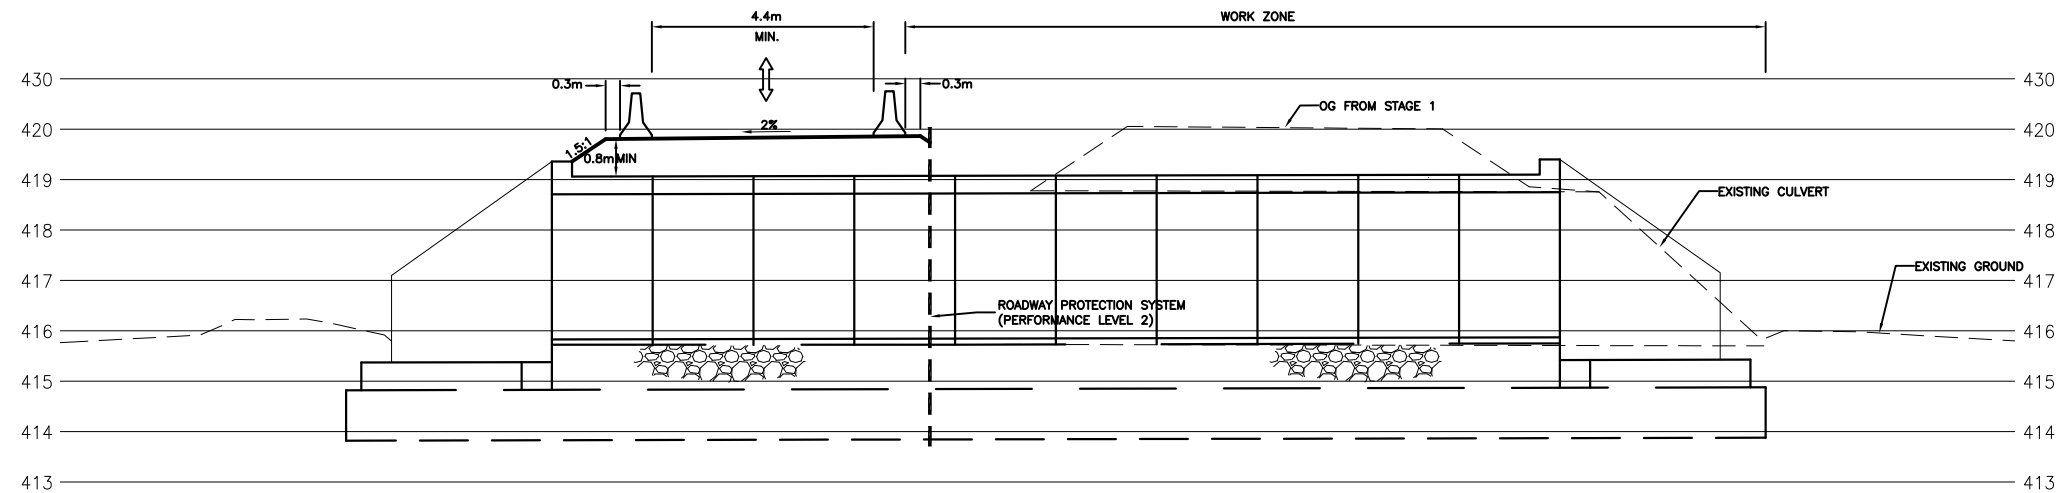 4.4m
WORK ZONE
MIN.
430
430
0.3m
0.3m
OG FROM STAGE 1
420
2%
420
1.5:1
0.8m MIN
419
419
EXISTING CULVERT
418
418
EXISTING GROUND
417
417
ROADWAY PROTECTION SYSTEM
(PERFORMANCE LEVEL 2)
416
416
415
415
414
414
413
413